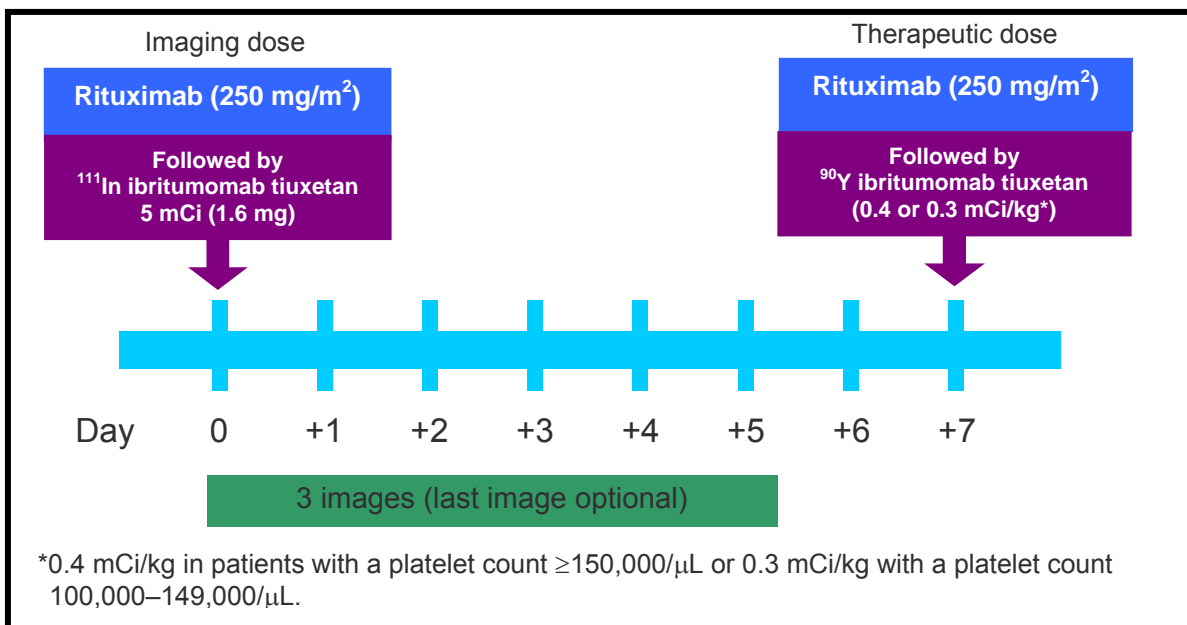 Imaging dose
Rituximab (250 mg/m²)
Followed by
¹¹¹In ibritumomab tiuxetan
5 mCi (1.6 mg)
Therapeutic dose
Rituximab (250 mg/m²)
Followed by
⁹⁰Y ibritumomab tiuxetan
(0.4 or 0.3 mCi/kg*)
Day 0 +1 +2 +3 +4 +5 +6 +7
3 images (last image optional)
*0.4 mCi/kg in patients with a platelet count ≥150,000/μL or 0.3 mCi/kg with a platelet count
100,000–149,000/μL.